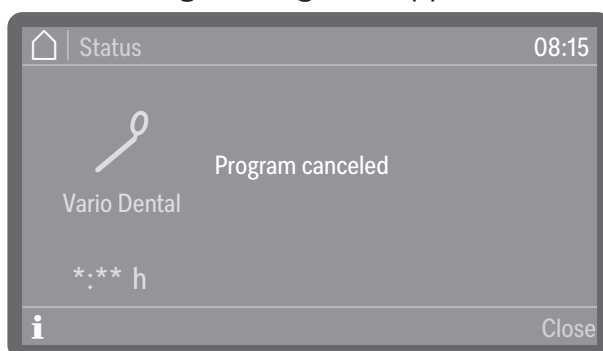 Status
08:15
Program canceled
Vario Dental
*:** h
i
Close